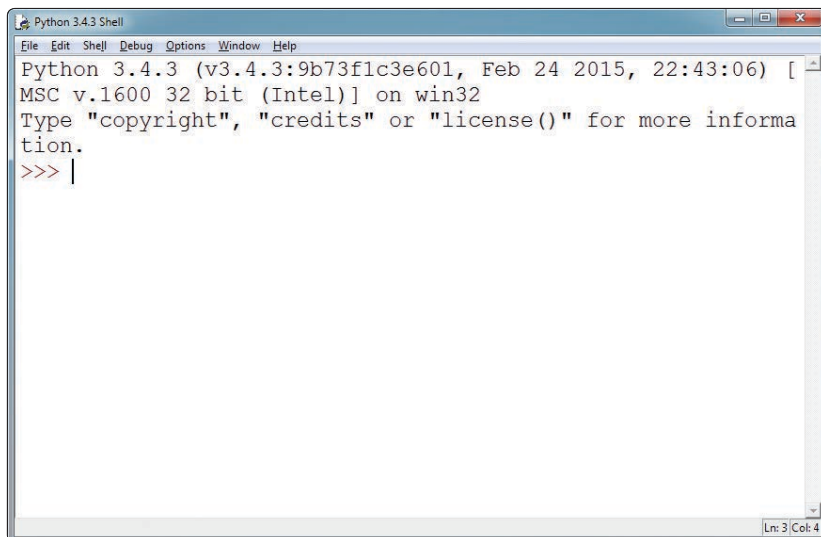 Python 3.4.3 Shell
File Edit Shell Debug Options Window Help
Python 3.4.3 (v3.4.3:9b73f1c3e601, Feb 24 2015, 22:43:06) [
MSC v.1600 32 bit (Intel)] on win32
Type "copyright", "credits" or "license()" for more informa
tion.
>>>
Ln: 3 Col: 4